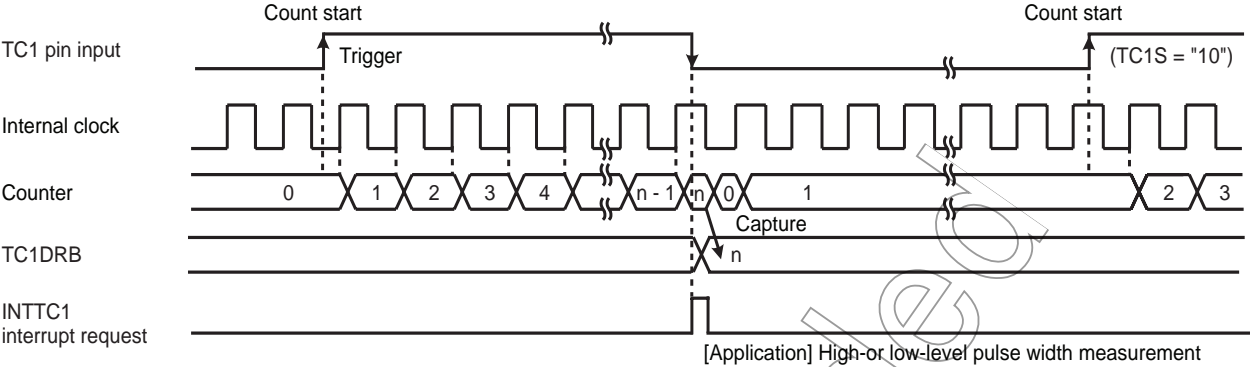 Count start Count start
TC1 pin input
Trigger (TC1S = "10")
Internal clock
Counter 0 1 2 3 4 n - 1 n 0 1 2 3
Capture
TC1DRB n
INTTC1
interrupt request
[Application] High-or low-level pulse width measurement